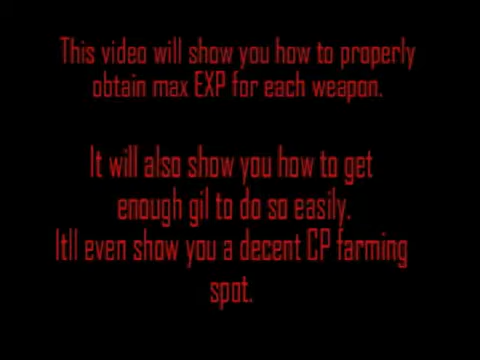 This video will show you how to properly
obtain max EXP for each weapon.
It will also show you how to get
enough gil to do so easily.
Itll even show you a decent CP farming
spot.